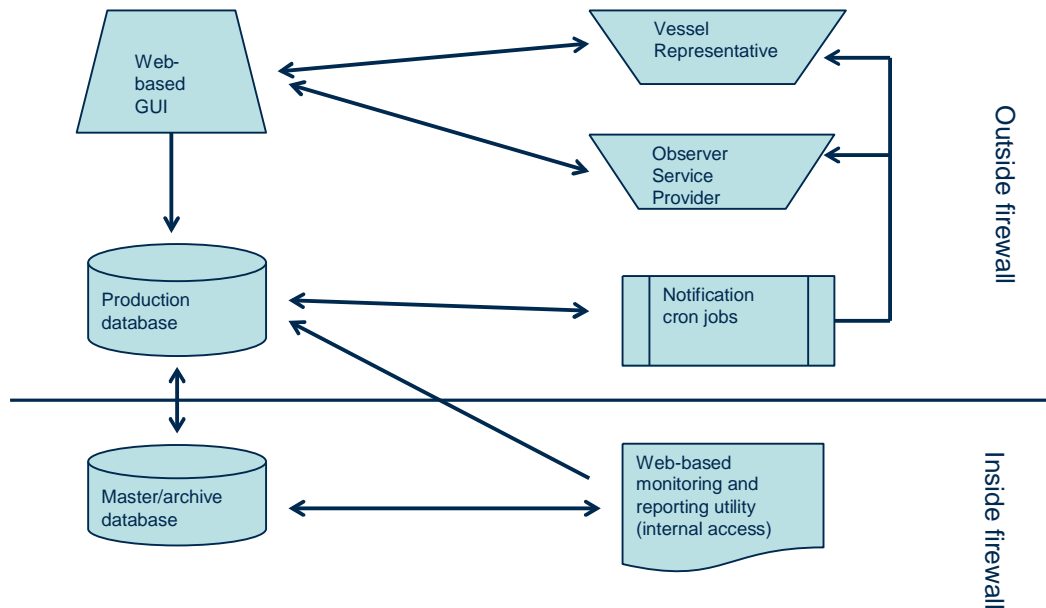 Web-
based
GUI
Vessel
Representative
Observer
Service
Provider
Outside firewall
Production
database
Notification
cron jobs
Master/archive
database
Web-based
monitoring and
reporting utility
(internal access)
Inside firewall